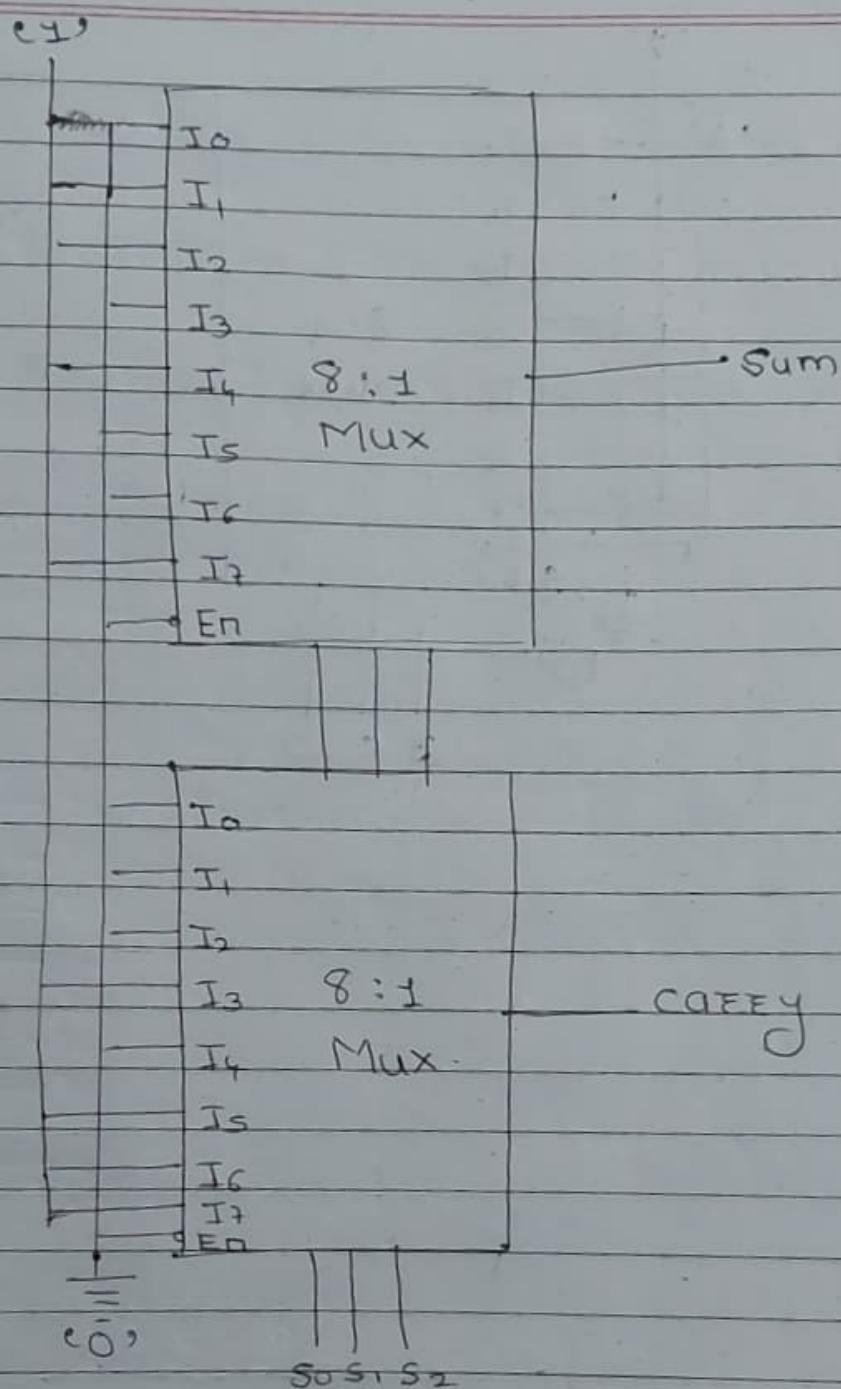 '1'
I0
I1
I2
I3
I4
I5
I6
I7
En
8:1
Mux
Sum
I0
I1
I2
I3
I4
I5
I6
I7
En
8:1
Mux
carry
'0'
S0 S1 S2